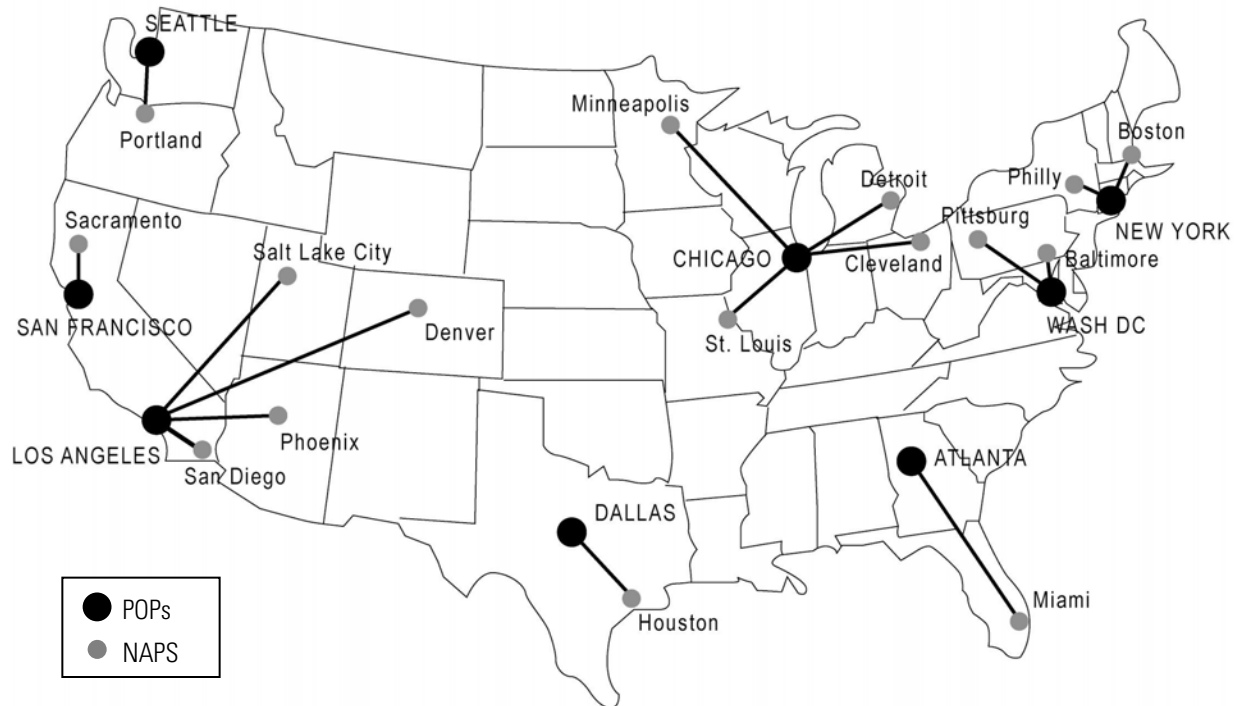 SEATTLE
Portland
Minneapolis
Boston
Detroit
Philly
Pittsburg
NEW YORK
Sacramento
Salt Lake City
CHICAGO
Cleveland
Baltimore
SAN FRANCISCO
Denver
St. Louis
WASH DC
LOS ANGELES
Phoenix
San Diego
ATLANTA
DALLAS
Houston
Miami
POPs
NAPS